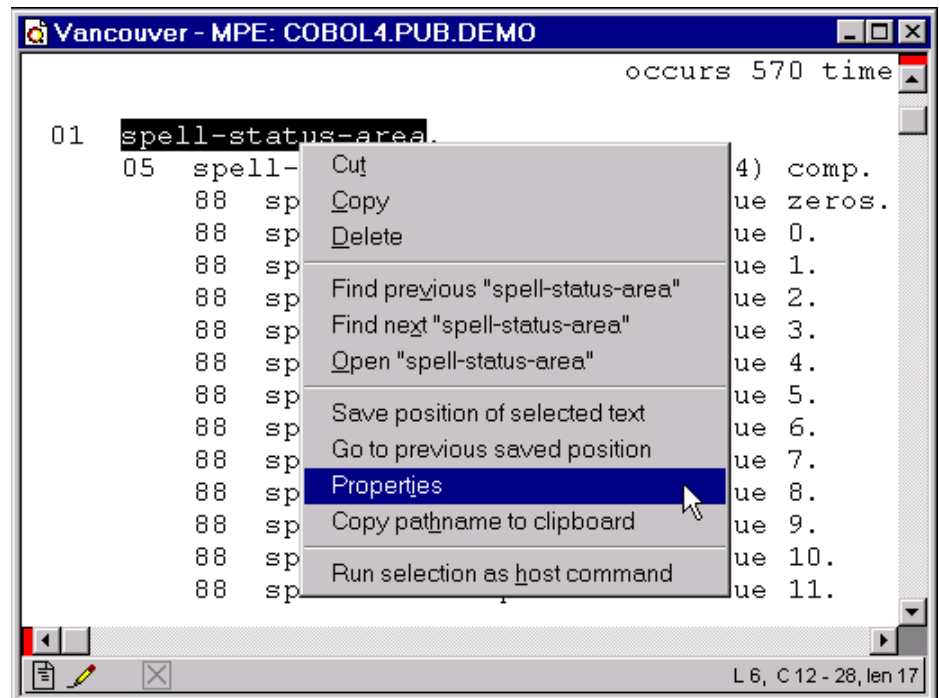 Vancouver - MPE: COBOL4.PUB.DEMO
occurs 570 time
01 spell-status-area.
05 spell- 4) comp.
88 sp ue zeros.
88 sp ue 0.
88 sp ue 1.
88 sp ue 2.
88 sp ue 3.
88 sp ue 4.
88 sp ue 5.
88 sp ue 6.
88 sp ue 7.
88 sp ue 8.
88 sp ue 9.
88 sp ue 10.
88 sp ue 11.
Cut
Copy
Delete
Find previous "spell-status-area"
Find next "spell-status-area"
Open "spell-status-area"
Save position of selected text
Go to previous saved position
Properties
Copy pathname to clipboard
Run selection as host command
L 6, C 12 - 28, len 17